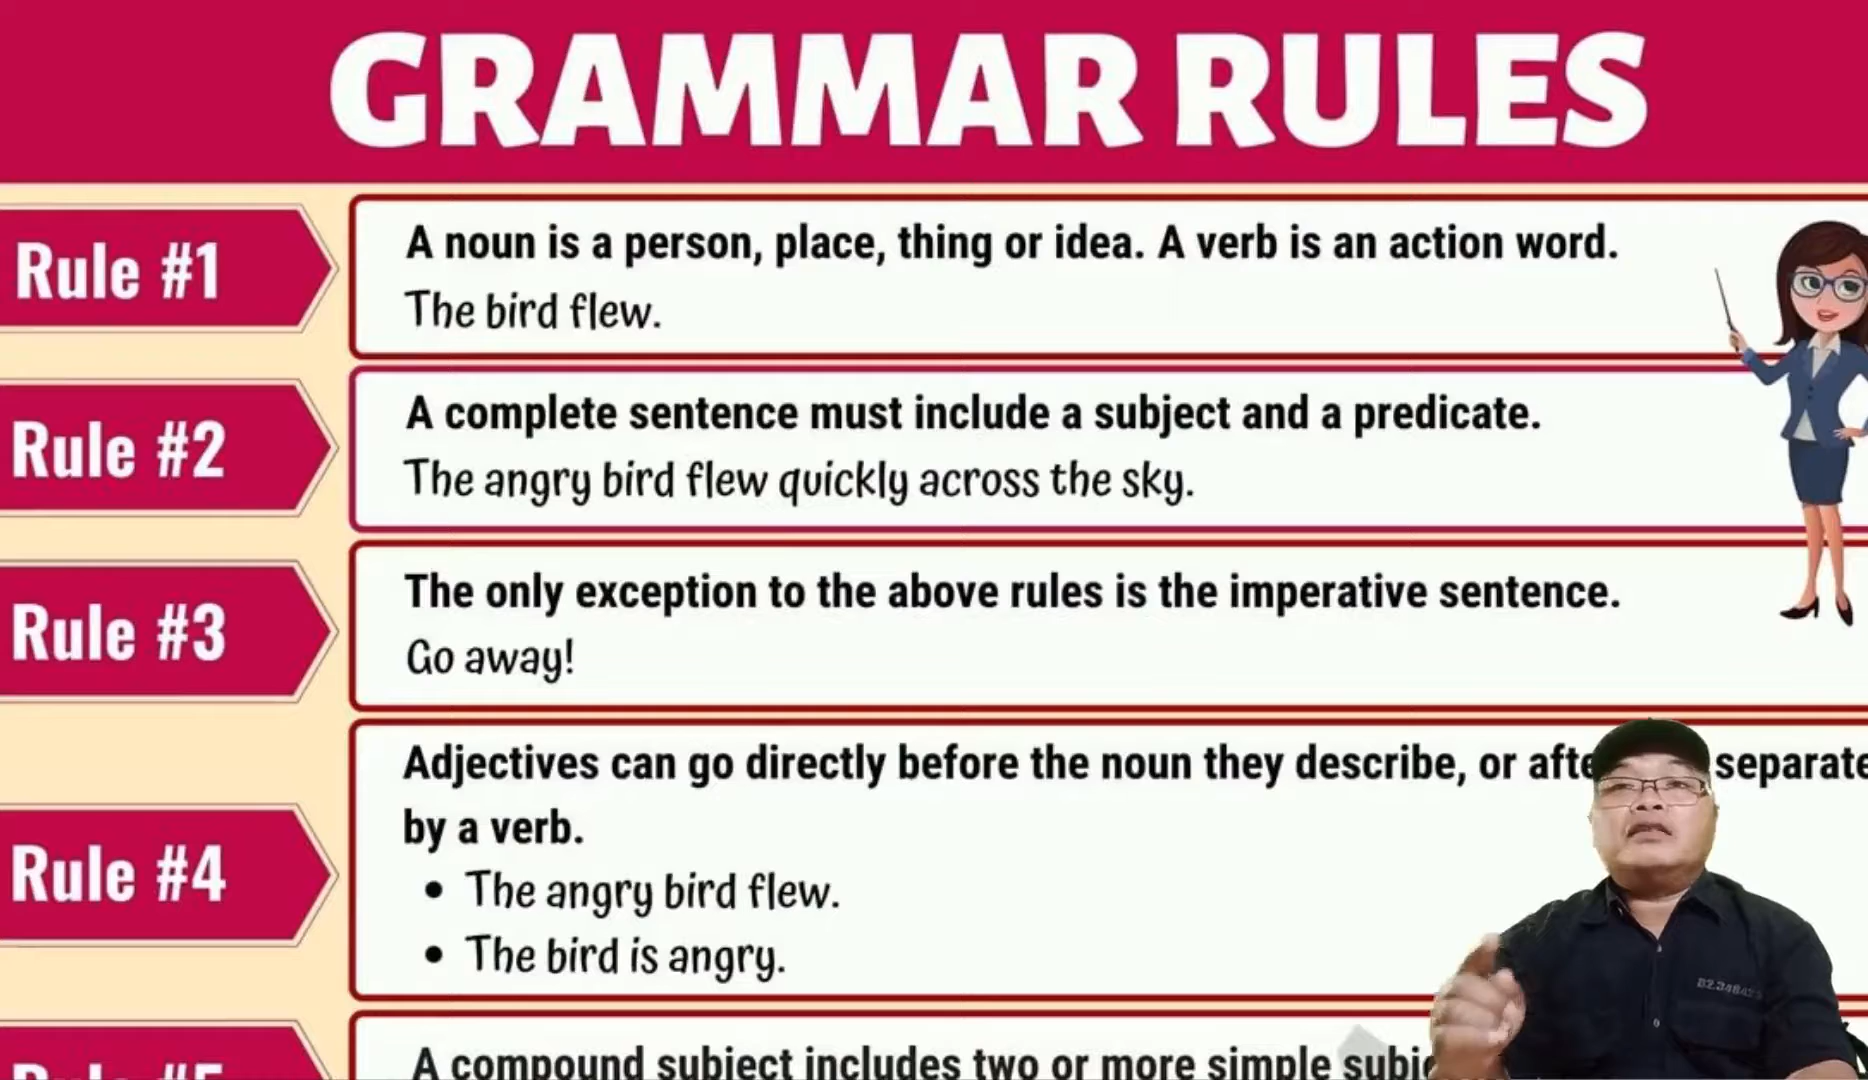 GRAMMAR RULES
Rule #1
A noun is a person, place, thing or idea. A verb is an action word.
The bird flew.
Rule #2
A complete sentence must include a subject and a predicate.
The angry bird flew quickly across the sky.
Rule #3
The only exception to the above rules is the imperative sentence.
Go away!
Rule #4
Adjectives can go directly before the noun they describe, or
by a verb.
• The angry bird flew.
• The bird is angry.
A compound subject includes two or more simple